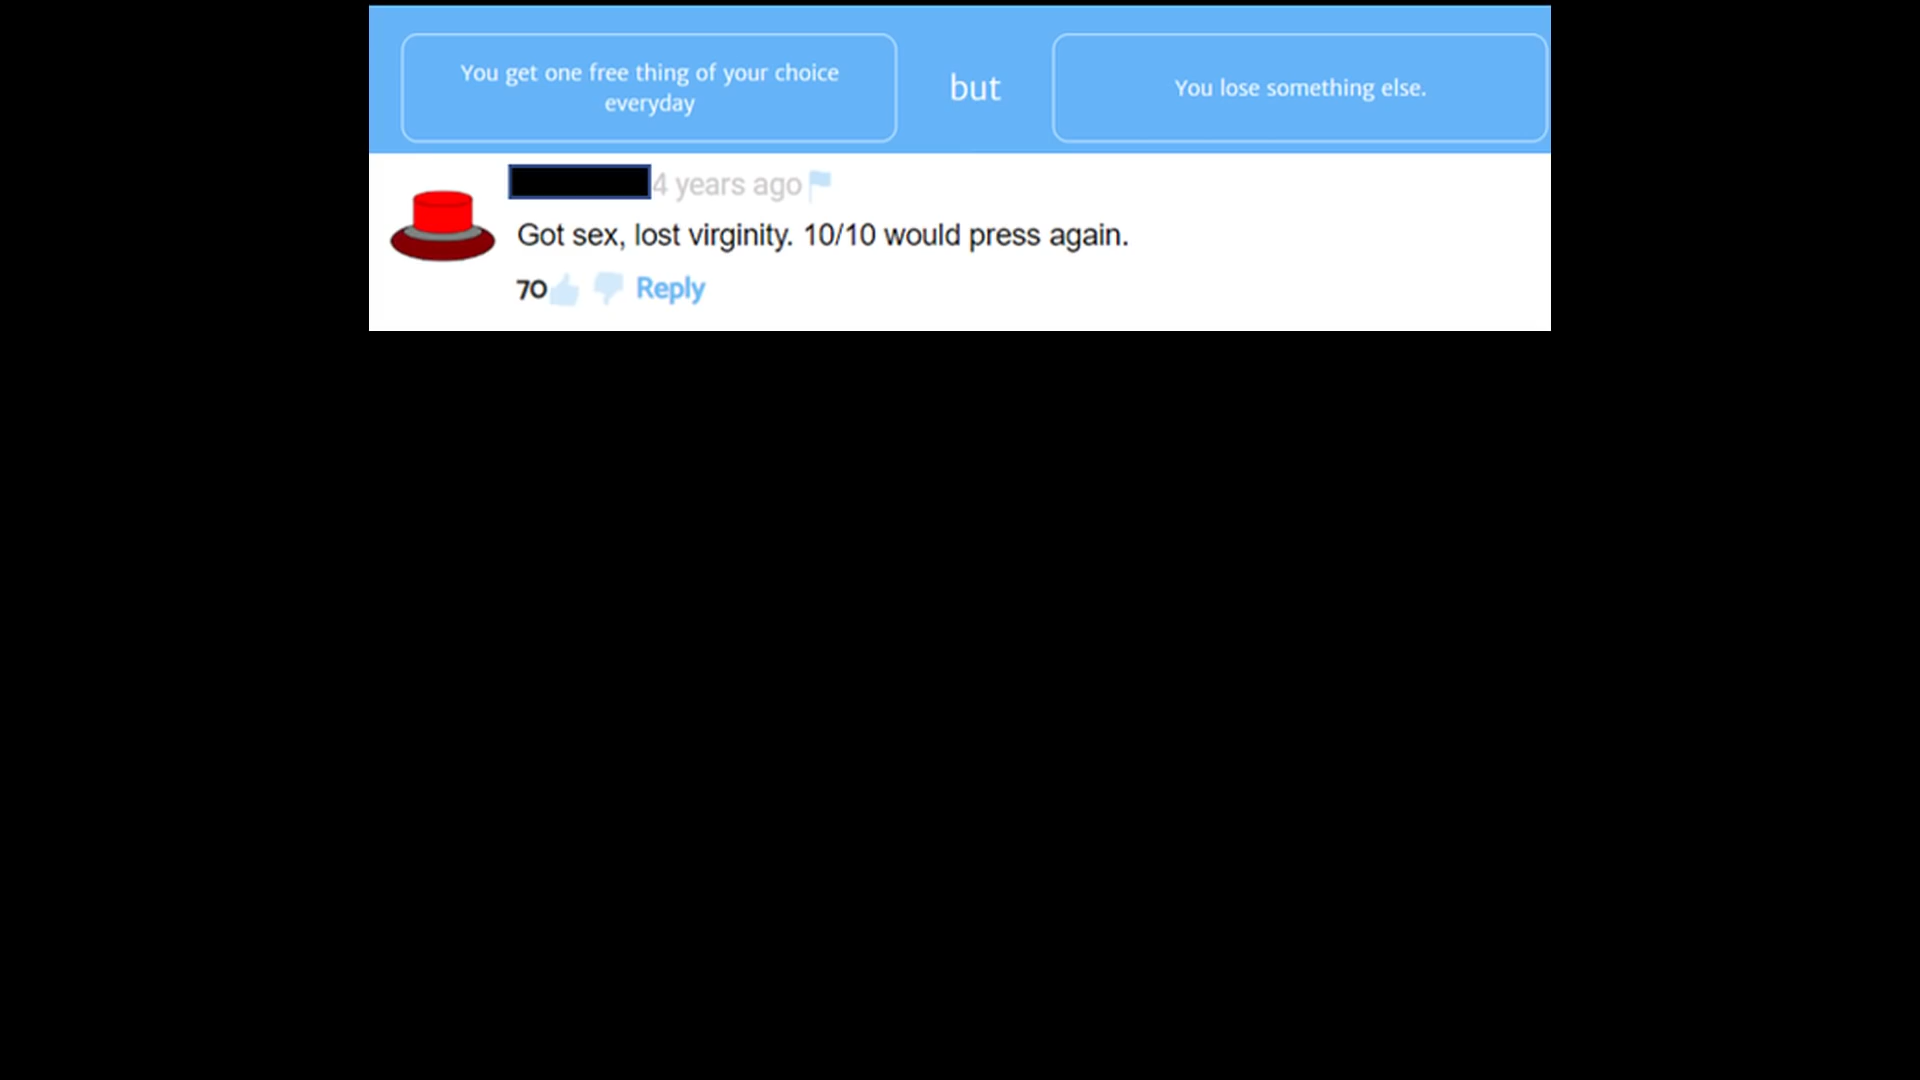 You get one free thing of your choice
everyday
but
You lose something else.
4 years ago
Got sex, lost virginity. 10/10 would press again.
70 Reply